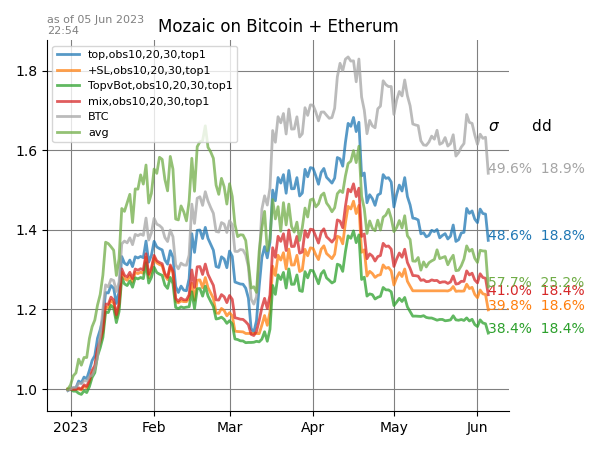 as of 05 Jun 2023
22:54
Mozaic on Bitcoin + Etherum
top,obs10,20,30,top1
+SL,obs10,20,30,top1
TopvBot,obs10,20,30,top1
mix,obs10,20,30,top1
BTC
avg
σ dd
49.6% 18.9%
48.6% 18.8%
57.7% 25.2%
41.0% 18.4%
39.8% 18.6%
38.4% 18.4%
1.8
1.6
1.4
1.2
1.0
2023 Feb Mar Apr May Jun